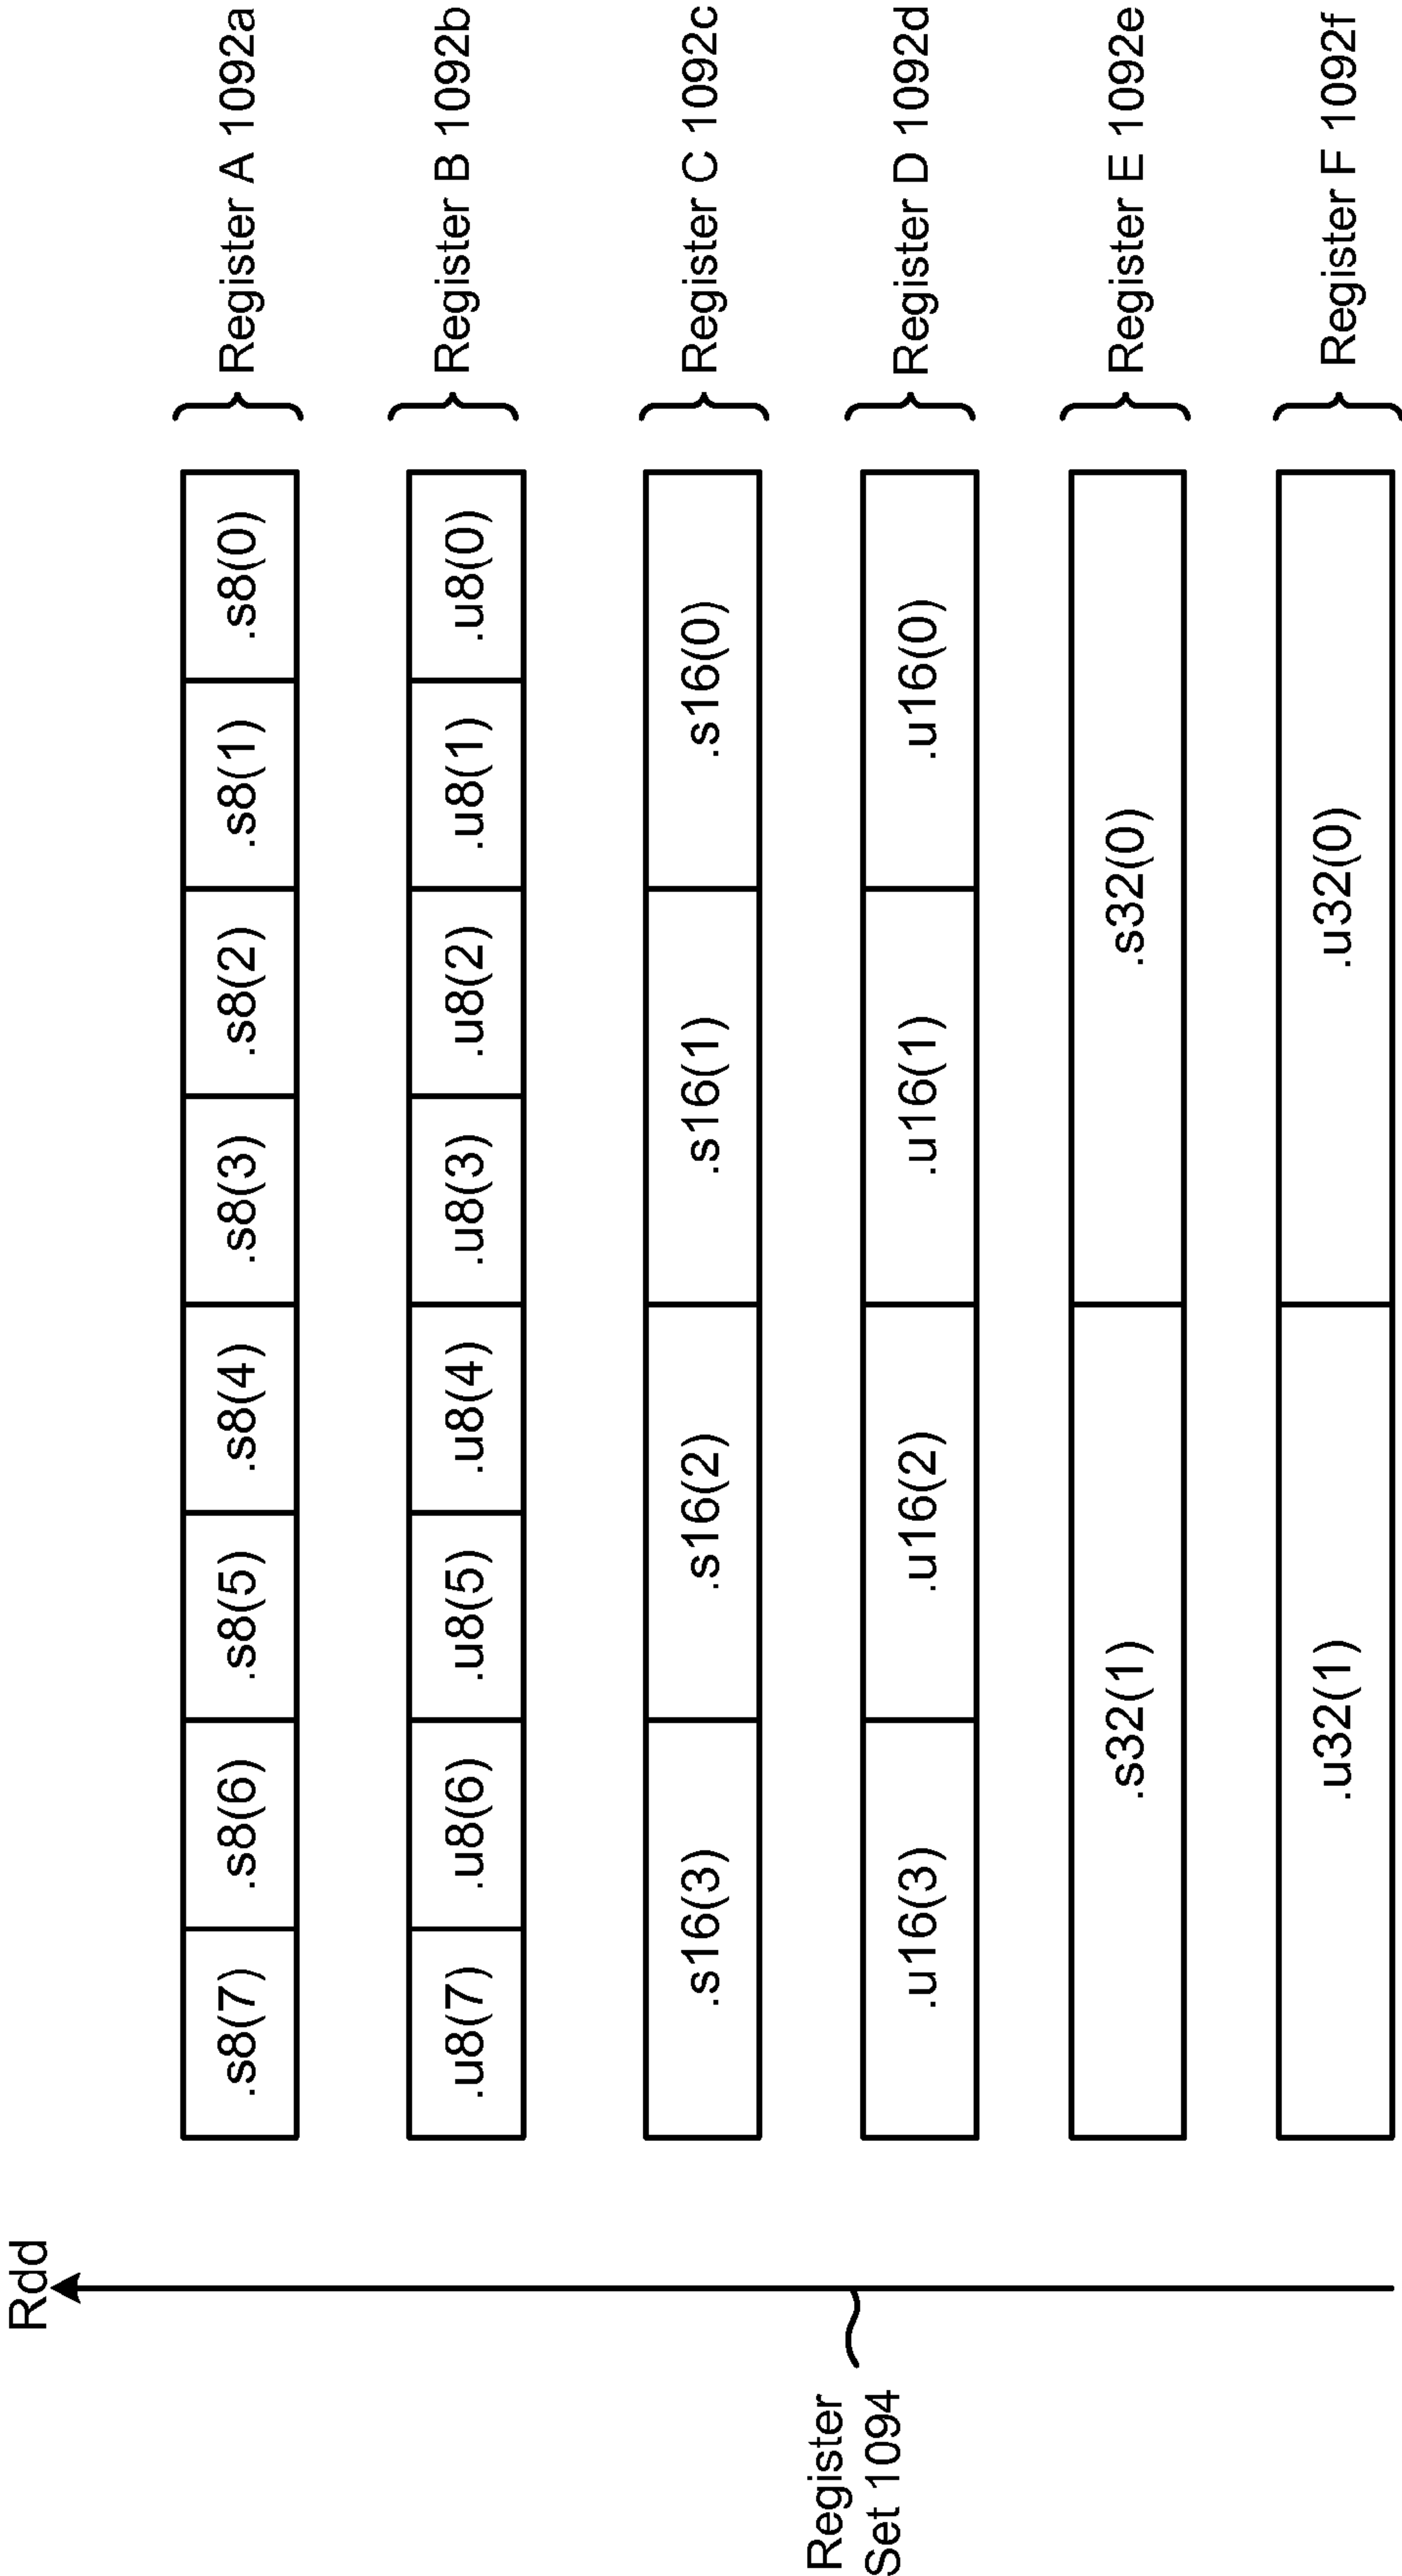 Rdd
.s8(7) .s8(6) .s8(5) .s8(4) .s8(3) .s8(2) .s8(1) .s8(0) Register A 1092a
.u8(7) .u8(6) .u8(5) .u8(4) .u8(3) .u8(2) .u8(1) .u8(0) Register B 1092b
.s16(3) .s16(2) .s16(1) .s16(0) Register C 1092c
Register
Set 1094
.u16(3) .u16(2) .u16(1) .u16(0) Register D 1092d
.s32(1) .s32(0) Register E 1092e
.u32(1) .u32(0) Register F 1092f